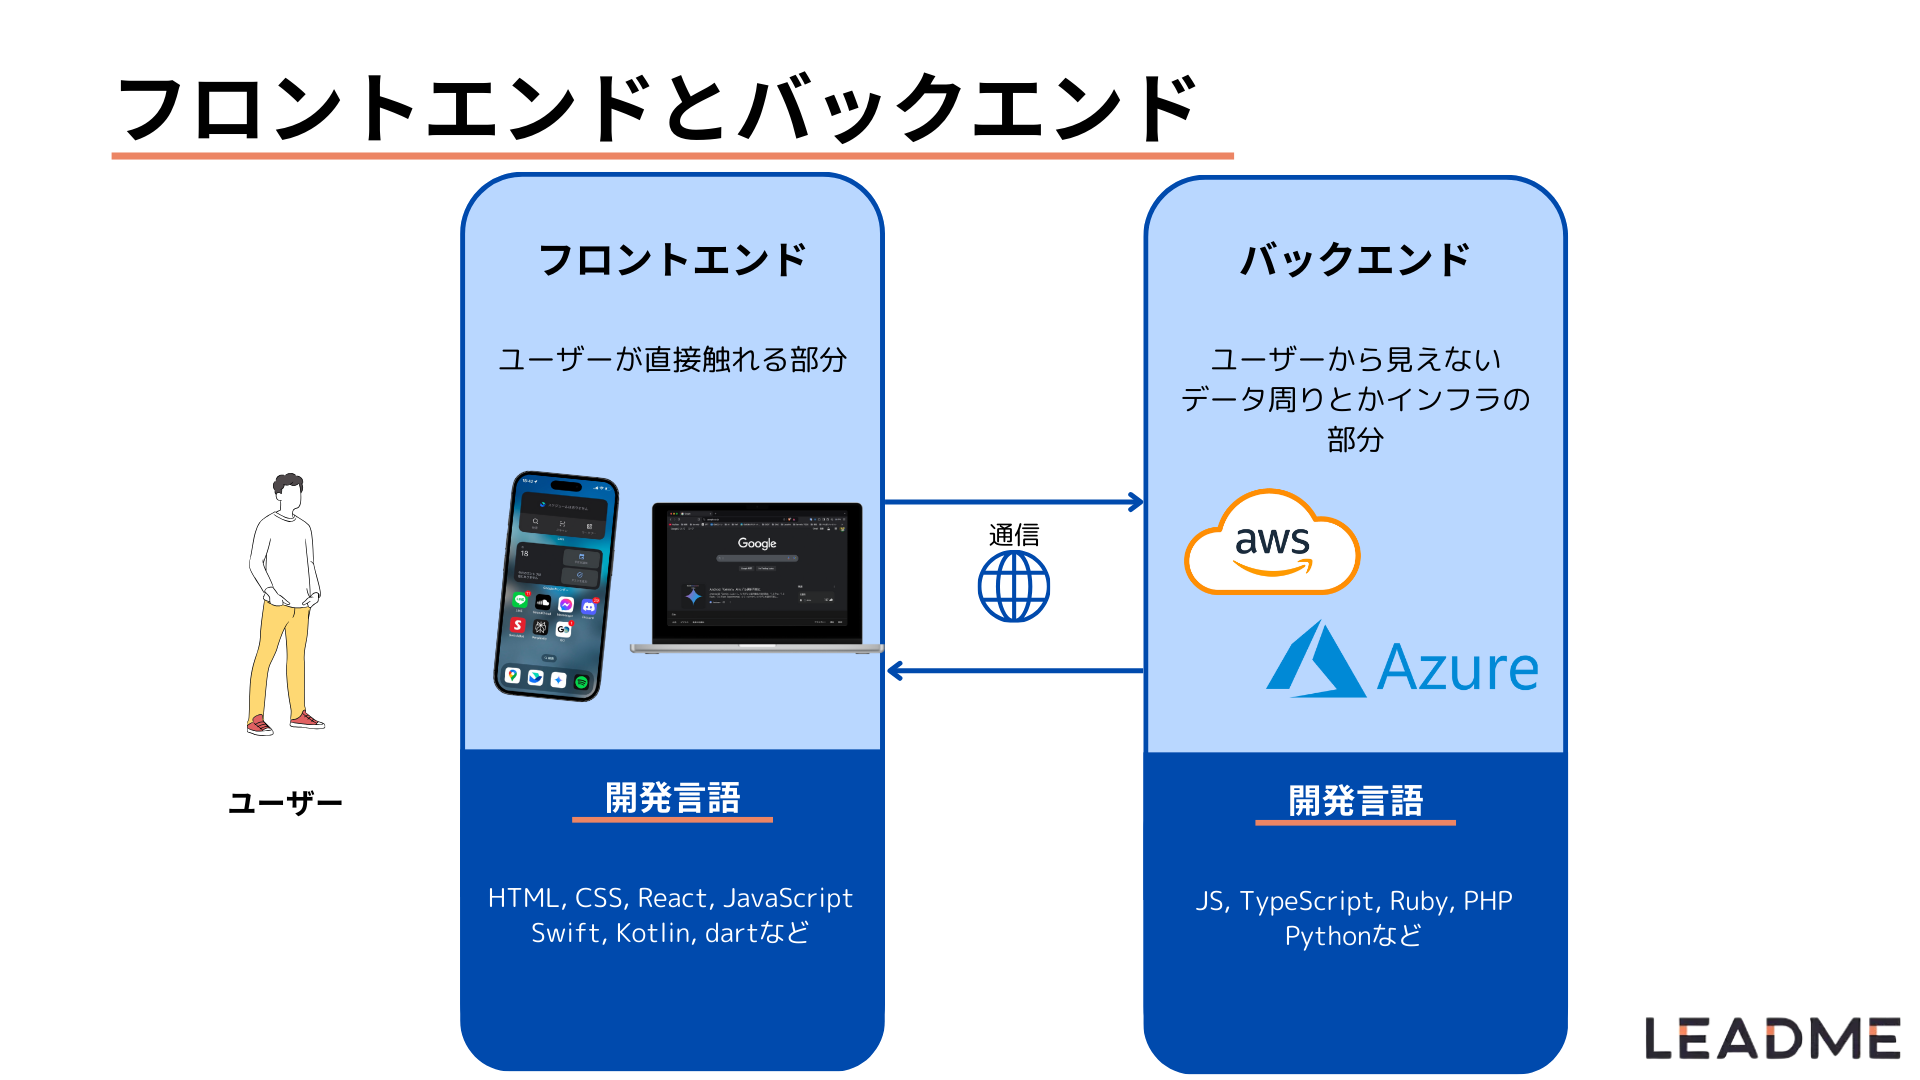 フロントエンドとバックエンド
フロントエンド
ユーザーが直接触れる部分
Google
開発言語
HTML, CSS, React, JavaScript
Swift, Kotlin, dartなど
通信
バックエンド
ユーザーから見えない
データ周りとかインフラの
部分
aws
Azure
開発言語
JS, TypeScript, Ruby, PHP
Pythonなど
ユーザー
LEADME